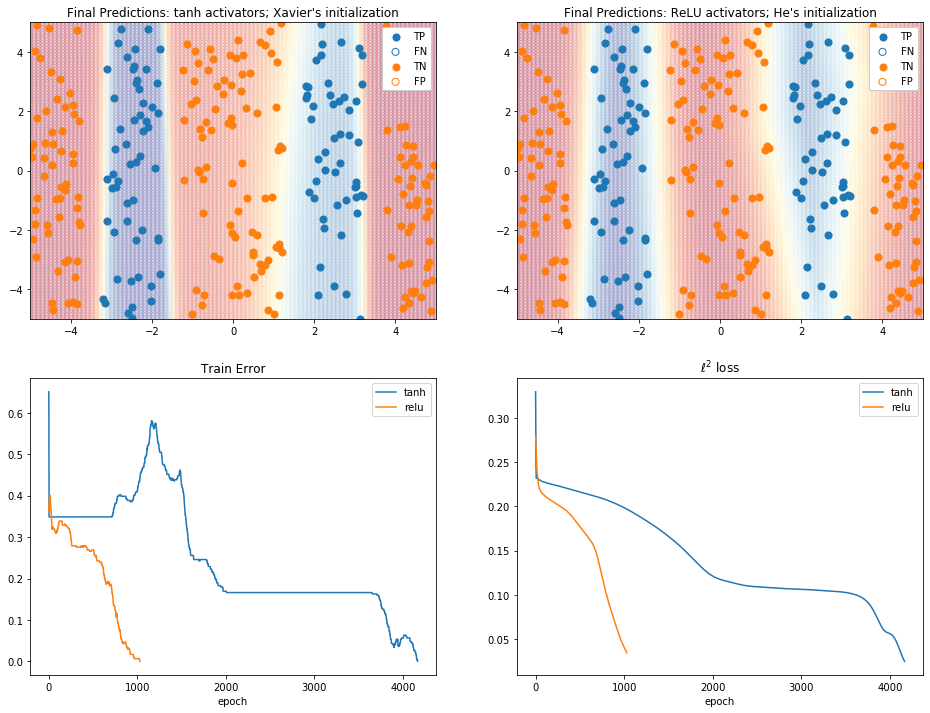 Final Predictions: tanh activators; Xavier's initialization
TP
FN
TN
FP
4
2
0
−2
−4
−4
−2
0
2
4
Final Predictions: ReLU activators; He's initialization
TP
FN
TN
FP
4
2
0
−2
−4
−4
−2
0
2
4
Train Error
tanh
relu
0.6
0.5
0.4
0.3
0.2
0.1
0.0
0
1000
2000
3000
4000
epoch
ℓ² loss
tanh
relu
0.30
0.25
0.20
0.15
0.10
0.05
0
1000
2000
3000
4000
epoch